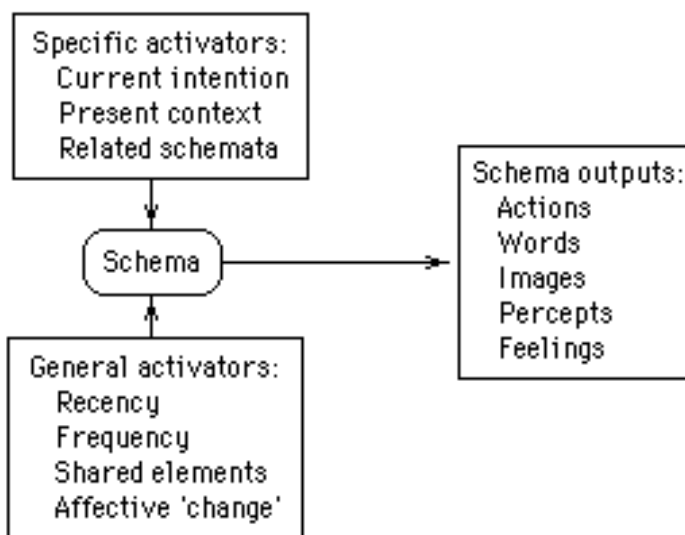 Specific activators:
Current intention
Present context
Related schemata
Schema
General activators:
Recency
Frequency
Shared elements
Affective 'change'
Schema outputs:
Actions
Words
Images
Percepts
Feelings